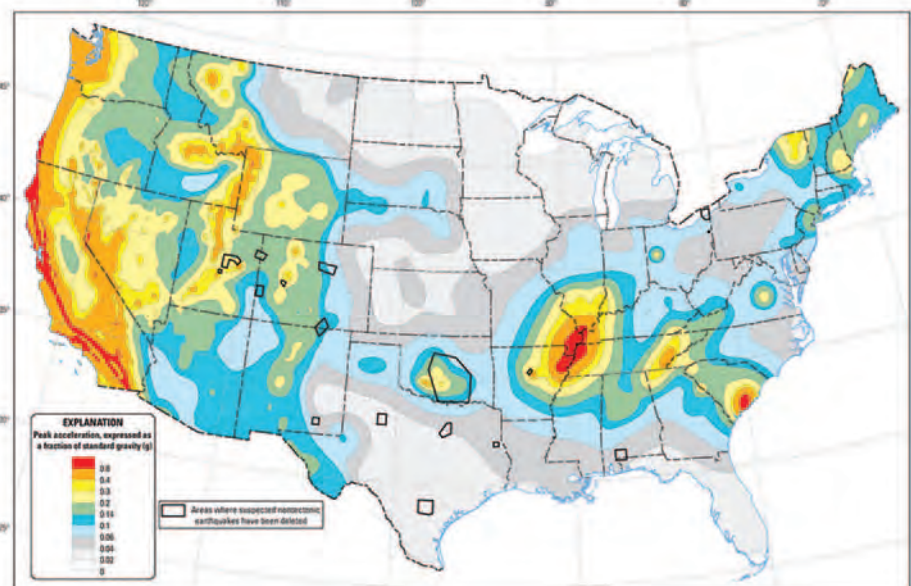 EXPLANATION
Peak acceleration, expressed as
a fraction of standard gravity (g)
0.8
0.4
0.3
0.2
0.14
0.1
0.06
0.04
0.02
0
Areas where suspected nontectonic
earthquakes have been deleted